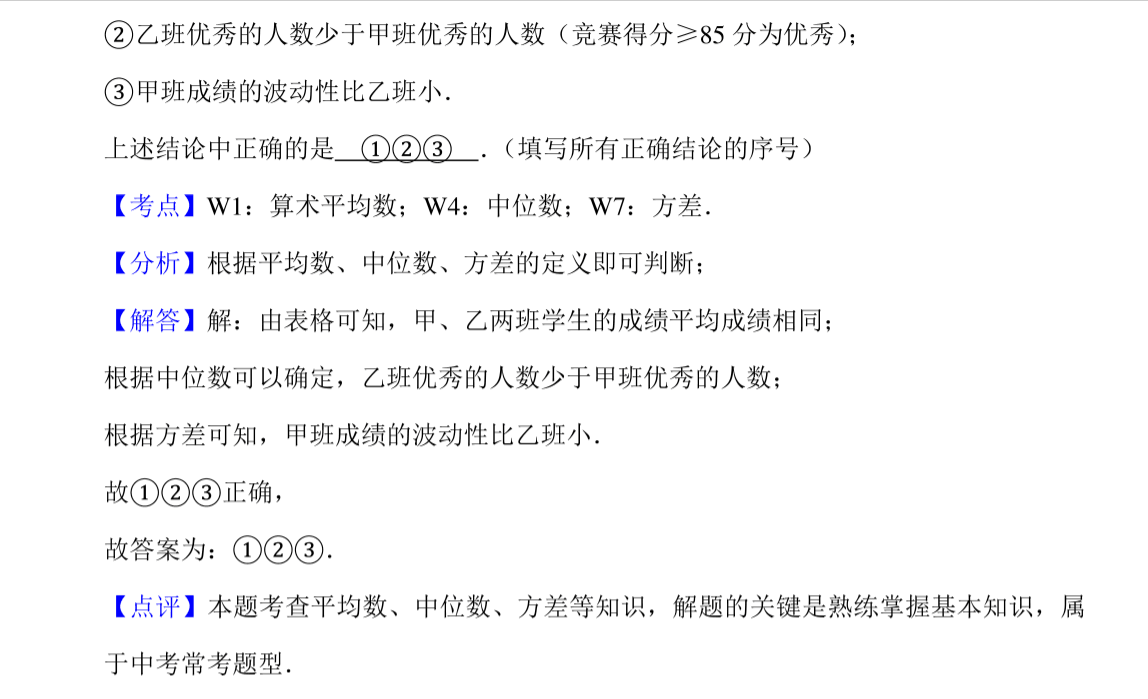 ②乙班优秀的人数少于甲班优秀的人数（竞赛得分≥85 分为优秀）；
③甲班成绩的波动性比乙班小．
上述结论中正确的是　①②③　．（填写所有正确结论的序号）
【考点】W1：算术平均数；W4：中位数；W7：方差．
【分析】根据平均数、中位数、方差的定义即可判断；
【解答】解：由表格可知，甲、乙两班学生的成绩平均成绩相同；
根据中位数可以确定，乙班优秀的人数少于甲班优秀的人数；
根据方差可知，甲班成绩的波动性比乙班小．
故①②③正确，
故答案为：①②③．
【点评】本题考查平均数、中位数、方差等知识，解题的关键是熟练掌握基本知识，属
于中考常考题型．